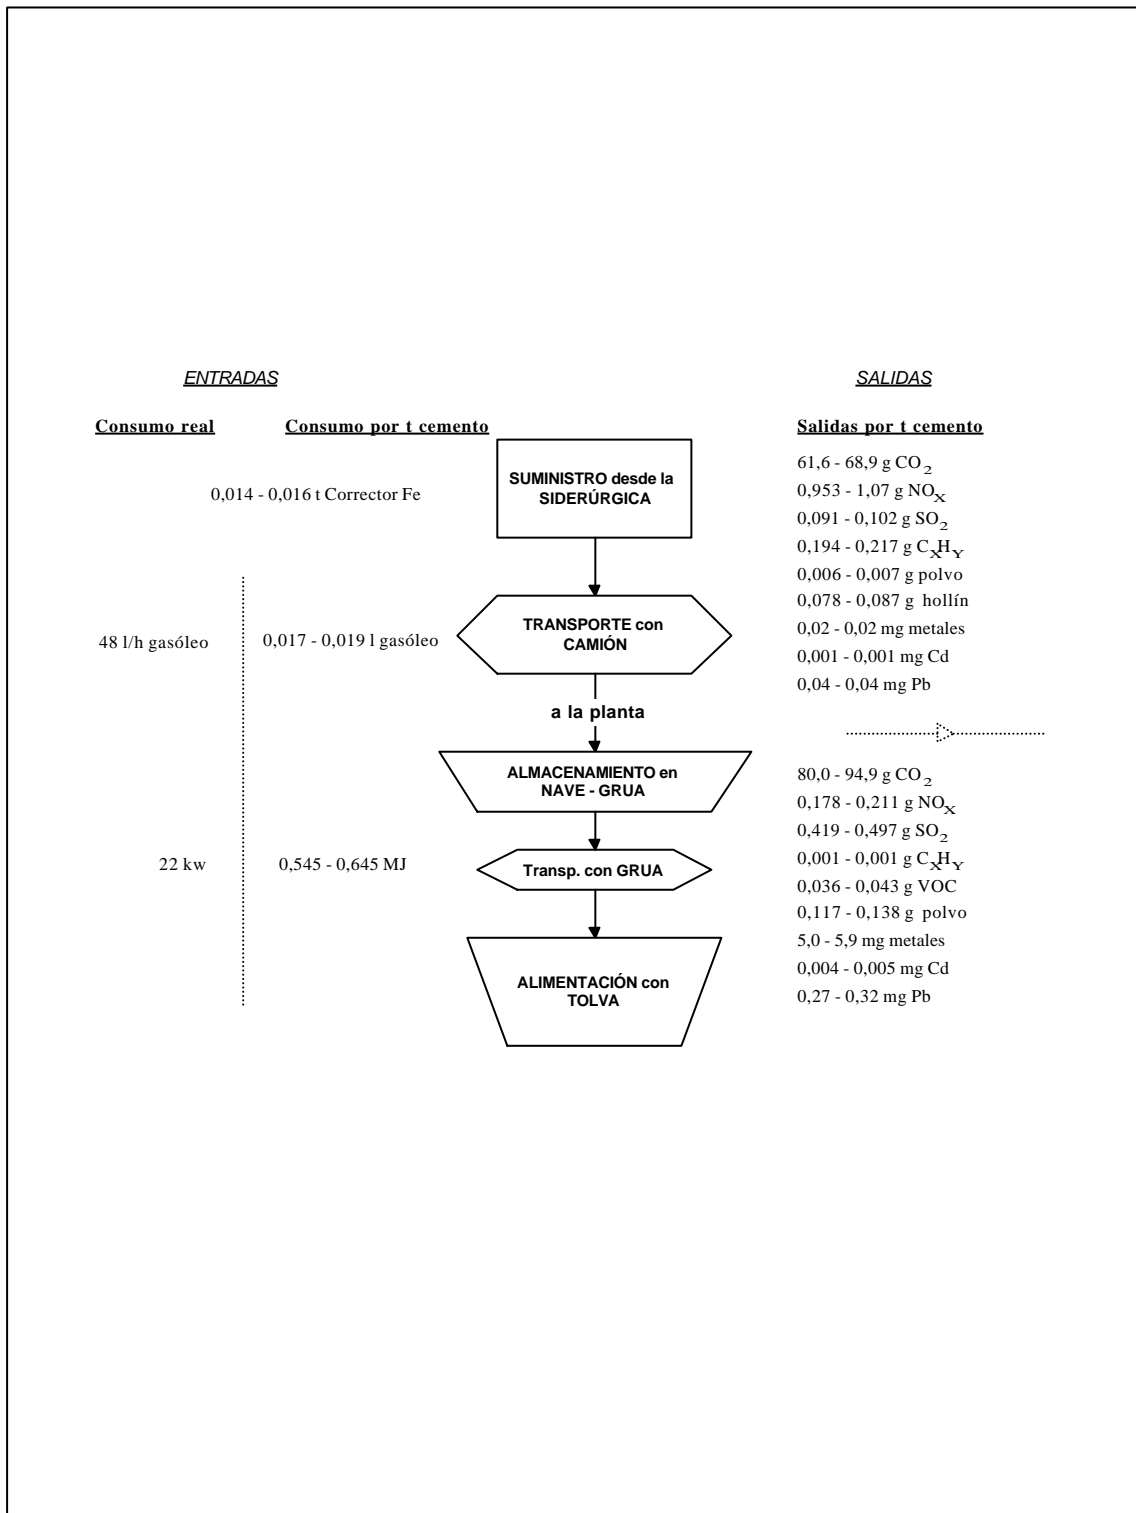 ENTRADAS
SALIDAS
Consumo real
Consumo por t cemento
Salidas por t cemento
SUMINISTRO desde la
SIDERÚRGICA
0,014 - 0,016 t Corrector Fe
61,6 - 68,9 g CO2
0,953 - 1,07 g NOX
0,091 - 0,102 g SO2
0,194 - 0,217 g CXHY
0,006 - 0,007 g polvo
0,078 - 0,087 g hollín
0,02 - 0,02 mg metales
0,001 - 0,001 mg Cd
0,04 - 0,04 mg Pb
48 l/h gasóleo
0,017 - 0,019 l gasóleo
TRANSPORTE con
CAMIÓN
a la planta
ALMACENAMIENTO en
NAVE - GRUA
80,0 - 94,9 g CO2
0,178 - 0,211 g NOX
0,419 - 0,497 g SO2
0,001 - 0,001 g CXHY
0,036 - 0,043 g VOC
0,117 - 0,138 g polvo
5,0 - 5,9 mg metales
0,004 - 0,005 mg Cd
0,27 - 0,32 mg Pb
22 kw
0,545 - 0,645 MJ
Transp. con GRUA
ALIMENTACIÓN con
TOLVA